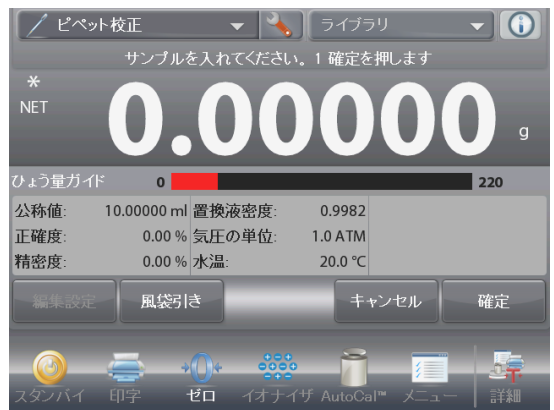 ピペット校正 ライブラリ
サンプルを入れてください。1 確定を押します
*
NET
0.00000 g
ひょう量ガイド 0 220
公称値: 10.00000 ml 置換液密度: 0.9982
正確度: 0.00 % 気圧の単位: 1.0 ATM
精密度: 0.00 % 水温: 20.0 ℃
編集設定 風袋引き キャンセル 確定
スタンバイ 印字 ゼロ イオナイザ AutoCal™ メニュー 詳細